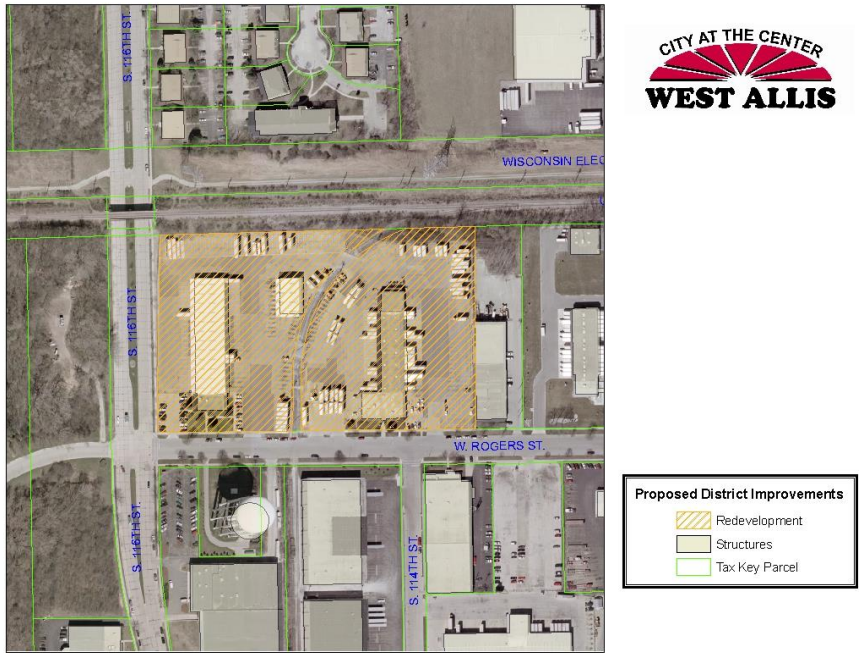 S. 116TH ST.
CITY AT THE CENTER
WEST ALLIS
WISCONSIN ELEC
S. 116TH ST.
W. ROGERS ST.
S. 116TH ST.
S. 114TH ST.
Proposed District Improvements
Redevelopment
Structures
Tax Key Parcel